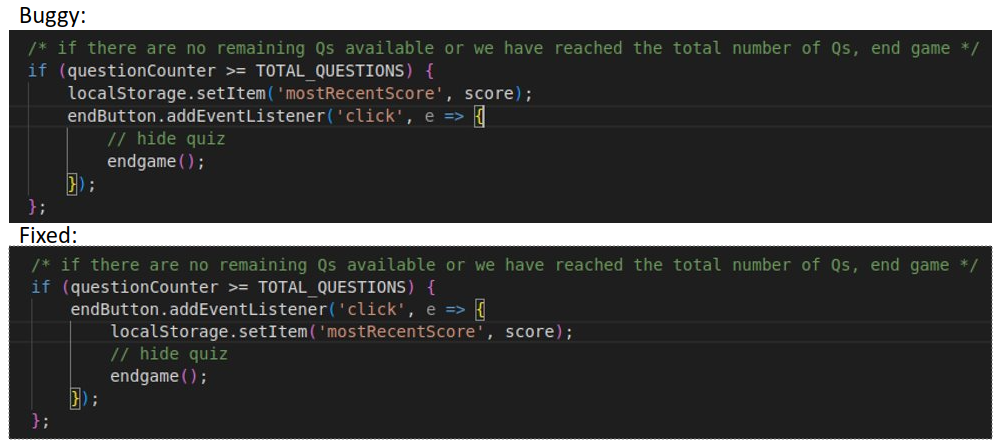 Buggy:
/* if there are no remaining Qs available or we have reached the total number of Qs, end game */
if (questionCounter >= TOTAL_QUESTIONS) {
    localStorage.setItem('mostRecentScore', score);
    endButton.addEventListener('click', e => {
        // hide quiz
        endgame();
    });
};
Fixed:
/* if there are no remaining Qs available or we have reached the total number of Qs, end game */
if (questionCounter >= TOTAL_QUESTIONS) {
    endButton.addEventListener('click', e => {
        localStorage.setItem('mostRecentScore', score);
        // hide quiz
        endgame();
    });
};